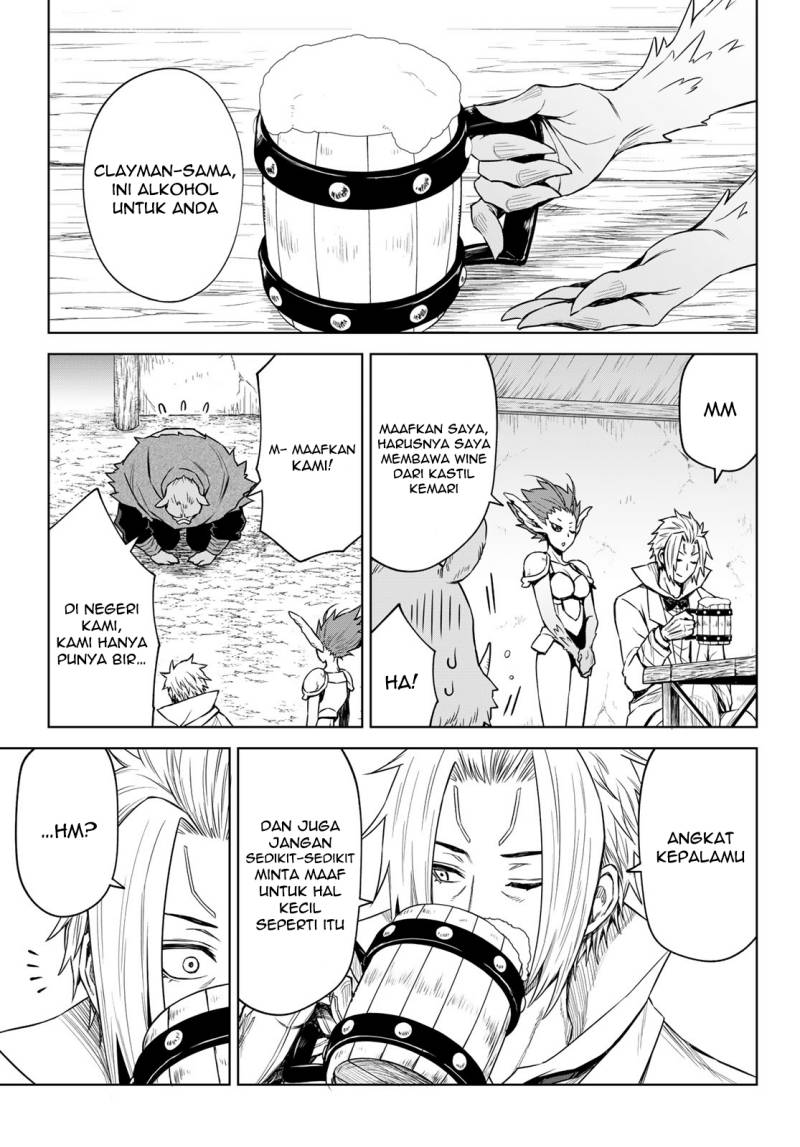 CLAYMAN-SAMA,
INI ALKOHOL
UNTUK ANDA
MM
MAAFKAN SAYA,
HARUSNYA SAYA
MEMBAWA WINE
DARI KASTIL
KEMARI
HA!
M- MAAFKAN
KAMI!
DI NEGERI
KAMI,
KAMI HANYA
PUNYA BIR...
ANGKAT
KEPALAMU
DAN JUGA
JANGAN
SEDIKIT-SEDIKIT
MINTA MAAF
UNTUK HAL
KECIL
SEPERTI ITU
...HM?